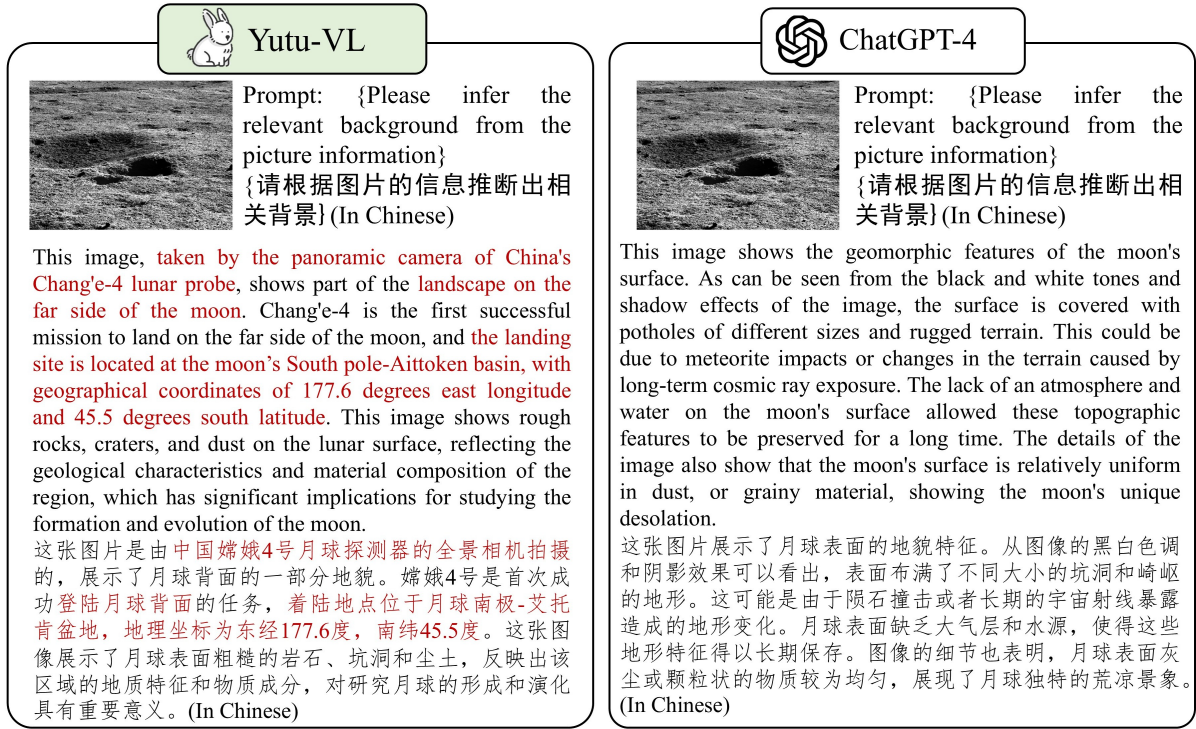 Yutu-VL
Prompt: {Please infer the
relevant background from the
picture information}
{请根据图片的信息推断出相
关背景} (In Chinese)
This image, taken by the panoramic camera of China's
Chang'e-4 lunar probe, shows part of the landscape on the
far side of the moon. Chang'e-4 is the first successful
mission to land on the far side of the moon, and the landing
site is located at the moon’s South pole-Aittoken basin, with
geographical coordinates of 177.6 degrees east longitude
and 45.5 degrees south latitude. This image shows rough
rocks, craters, and dust on the lunar surface, reflecting the
geological characteristics and material composition of the
region, which has significant implications for studying the
formation and evolution of the moon.
这张图片是由中国嫦娥4号月球探测器的全景相机拍摄
的，展示了月球背面的一部分地貌。嫦娥4号是首次成
功登陆月球背面的任务，着陆地点位于月球南极-艾托
肯盆地，地理坐标为东经177.6度，南纬45.5度。这张图
像展示了月球表面粗糙的岩石、坑洞和尘土，反映出该
区域的地质特征和物质成分，对研究月球的形成和演化
具有重要意义。(In Chinese)
ChatGPT-4
Prompt: {Please infer the
relevant background from the
picture information}
{请根据图片的信息推断出相
关背景} (In Chinese)
This image shows the geomorphic features of the moon's
surface. As can be seen from the black and white tones and
shadow effects of the image, the surface is covered with
potholes of different sizes and rugged terrain. This could be
due to meteorite impacts or changes in the terrain caused by
long-term cosmic ray exposure. The lack of an atmosphere and
water on the moon's surface allowed these topographic
features to be preserved for a long time. The details of the
image also show that the moon's surface is relatively uniform
in dust, or grainy material, showing the moon's unique
desolation.
这张图片展示了月球表面的地貌特征。从图像的黑白色调
和阴影效果可以看出，表面布满了不同大小的坑洞和崎岖
的地形。这可能是由于陨石撞击或者长期的宇宙射线暴露
造成的地形变化。月球表面缺乏大气层和水源，使得这些
地形特征得以长期保存。图像的细节也表明，月球表面灰
尘或颗粒状的物质较为均匀，展现了月球独特的荒凉景象。
(In Chinese)